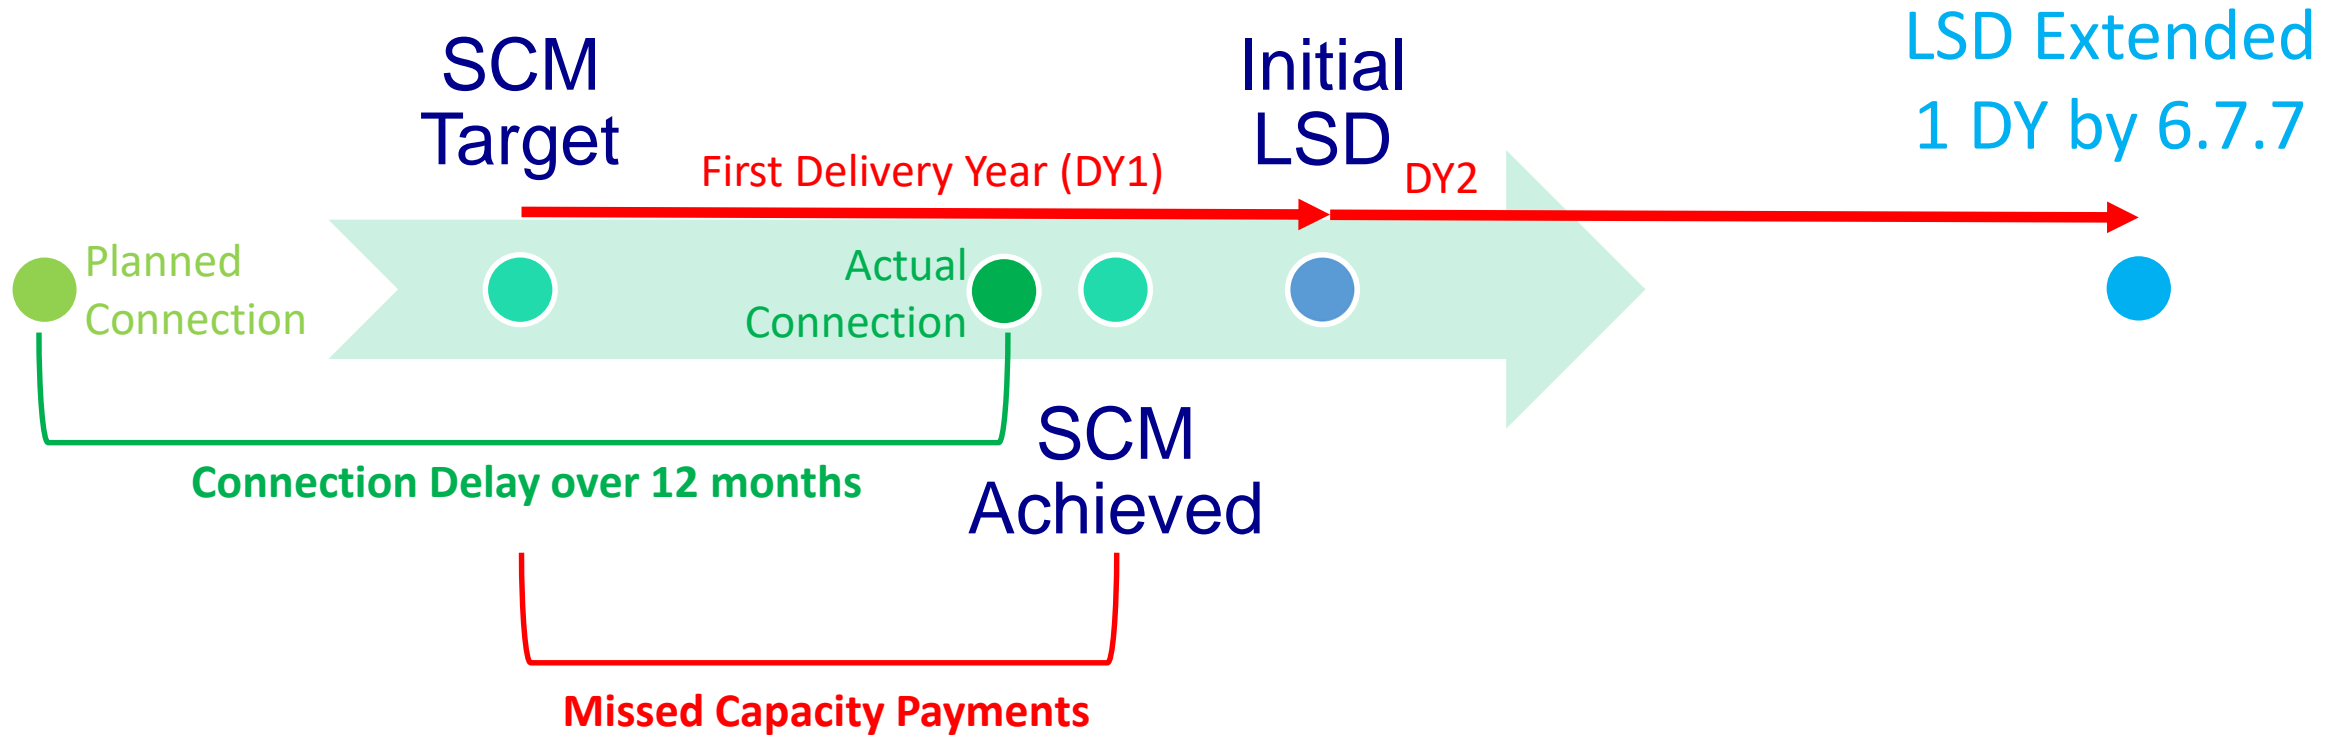 SCM
Target
Initial
LSD
LSD Extended
1 DY by 6.7.7
First Delivery Year (DY1)
DY2
Planned
Connection
Actual
Connection
SCM
Achieved
Connection Delay over 12 months
Missed Capacity Payments